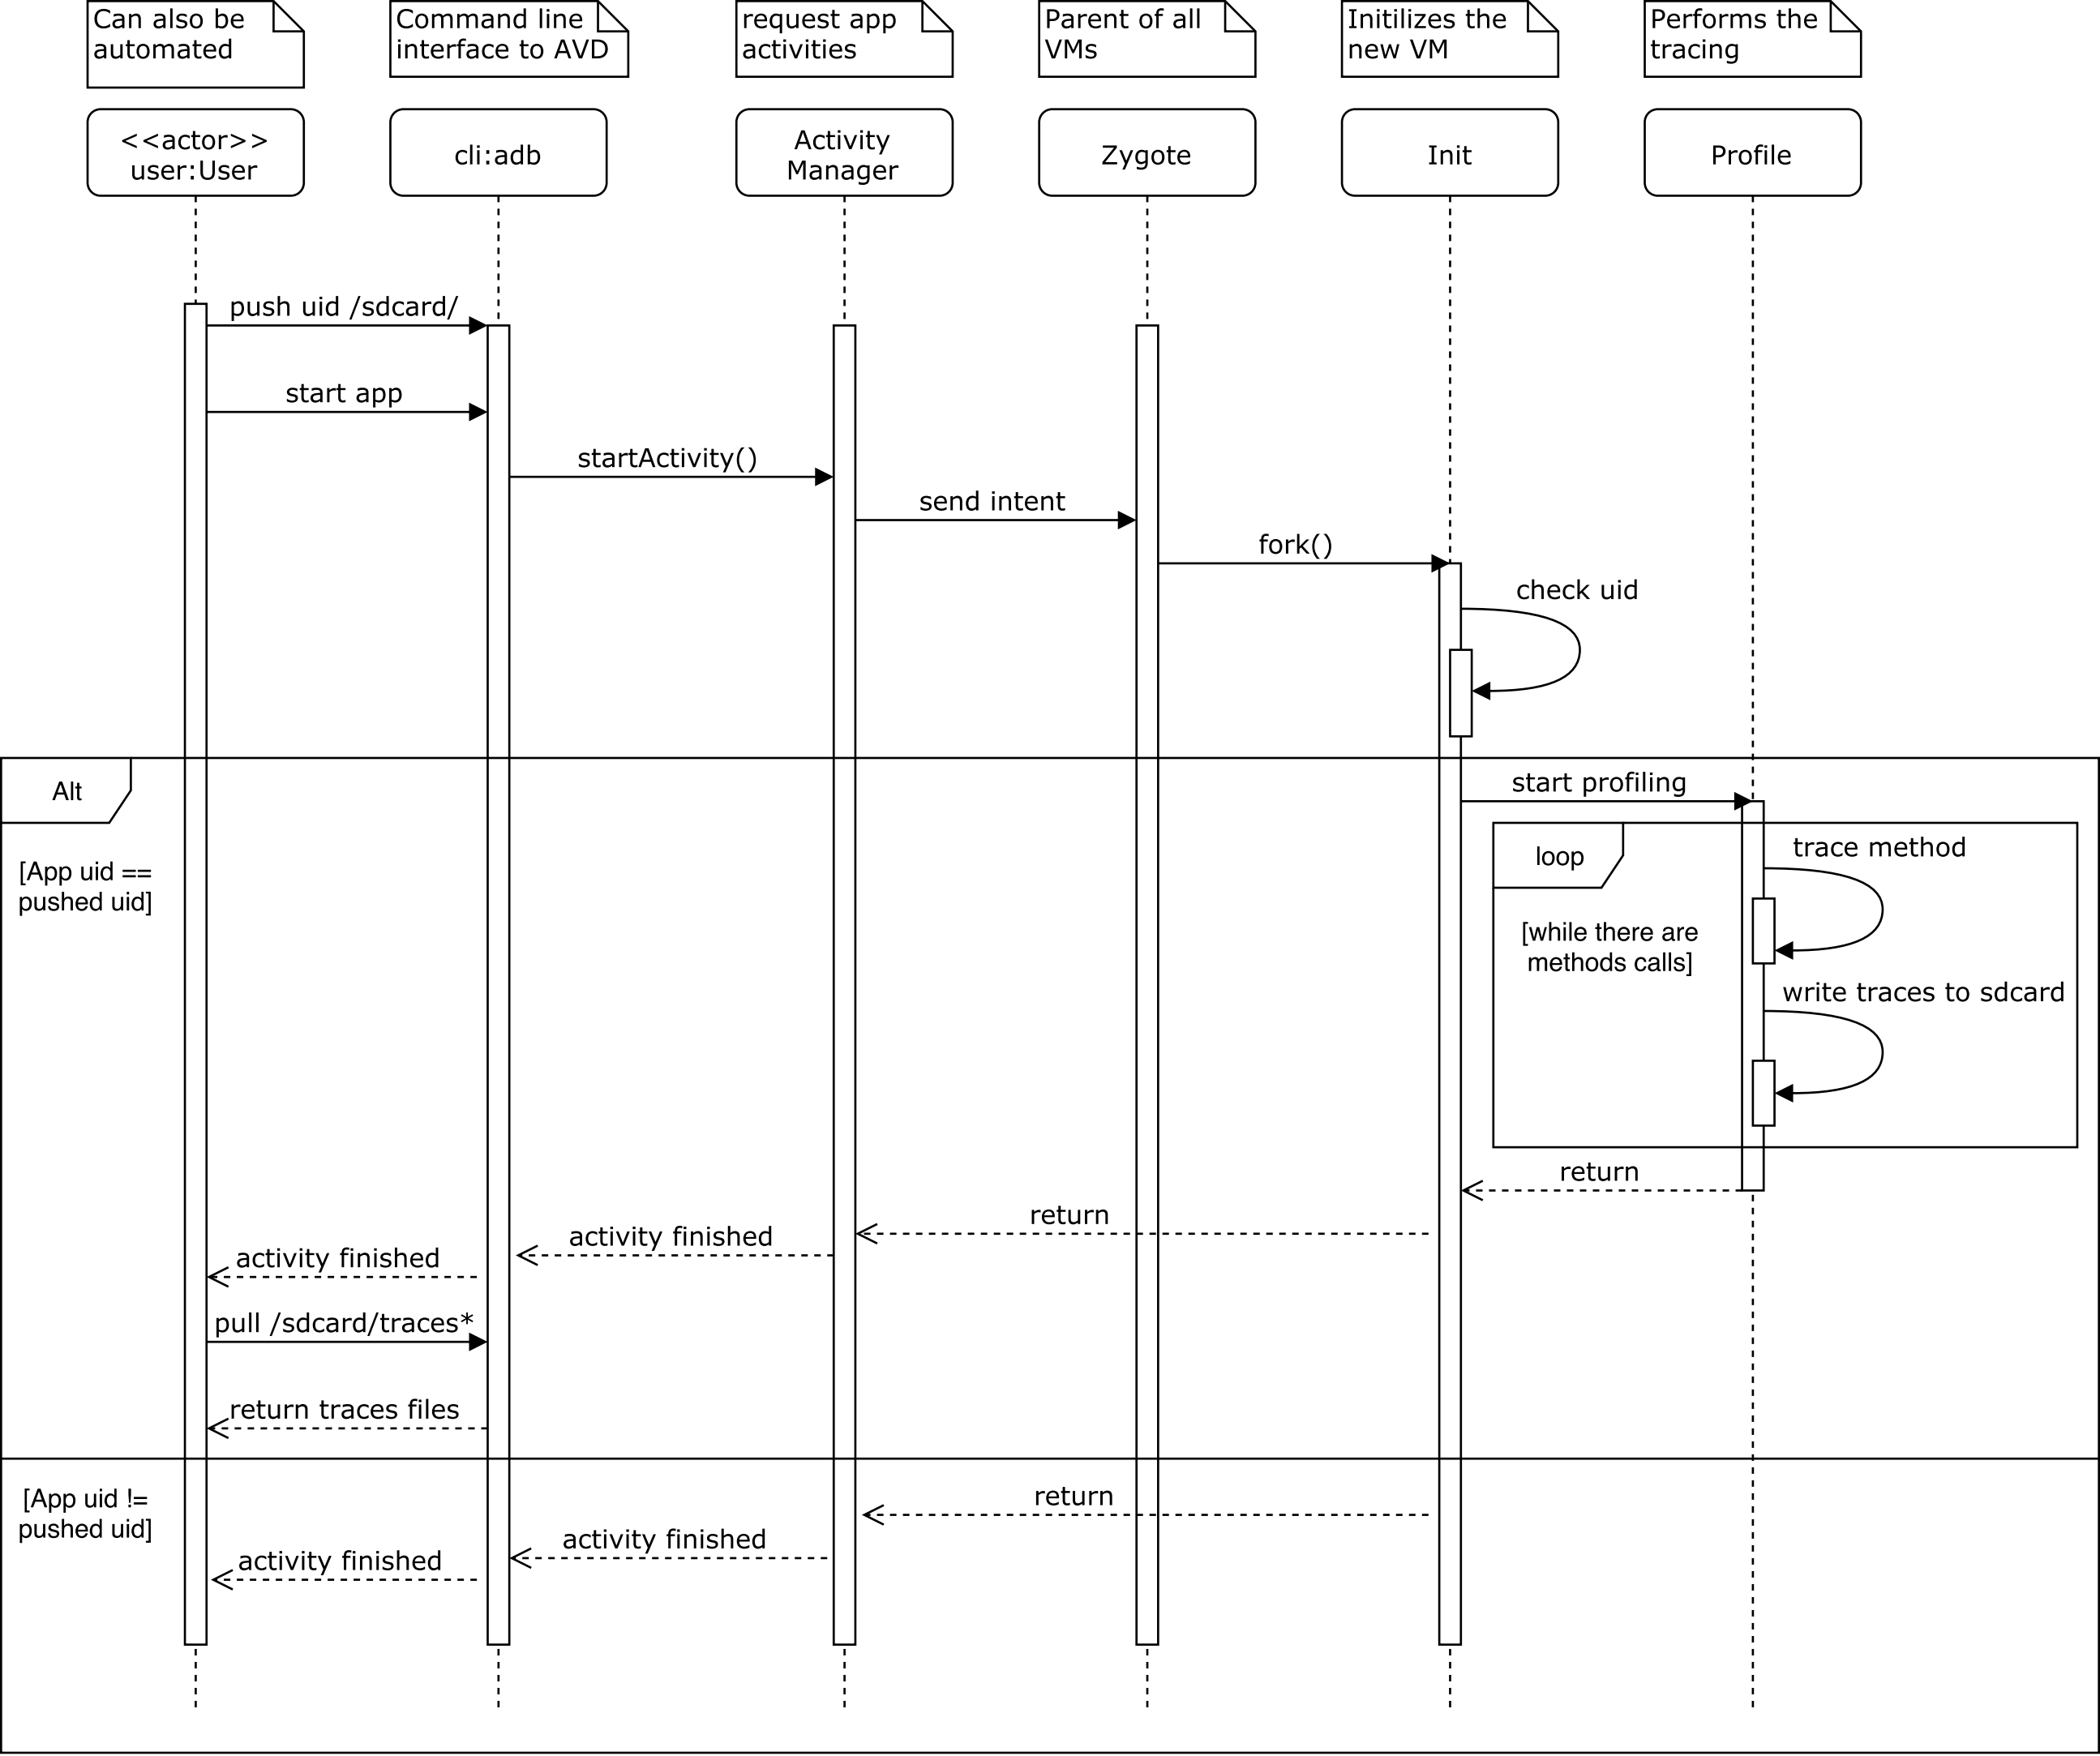 Can also be
automated
Command line
interface to AVD
request app
activities
Parent of all
VMs
Initilizes the
new VM
Performs the
tracing
<<actor>>
user:User
cli:adb
Activity
Manager
Zygote
Init
Profile
push uid /sdcard/
start app
startActivity()
send intent
fork()
check uid
Alt
start profiling
[App uid ==
pushed uid]
loop
trace method
[while there are
methods calls]
write traces to sdcard
return
return
activity finished
activity finished
pull /sdcard/traces*
return traces files
[App uid !=
pushed uid]
return
activity finished
activity finished